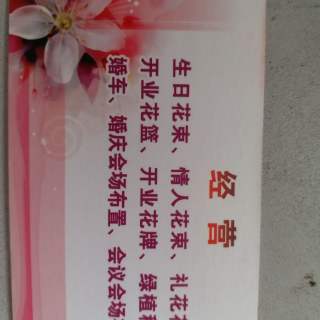 经营
生日花束、情人花束、礼花
开业花篮、开业花牌、绿植
婚车、婚庆会场布置、会议会场